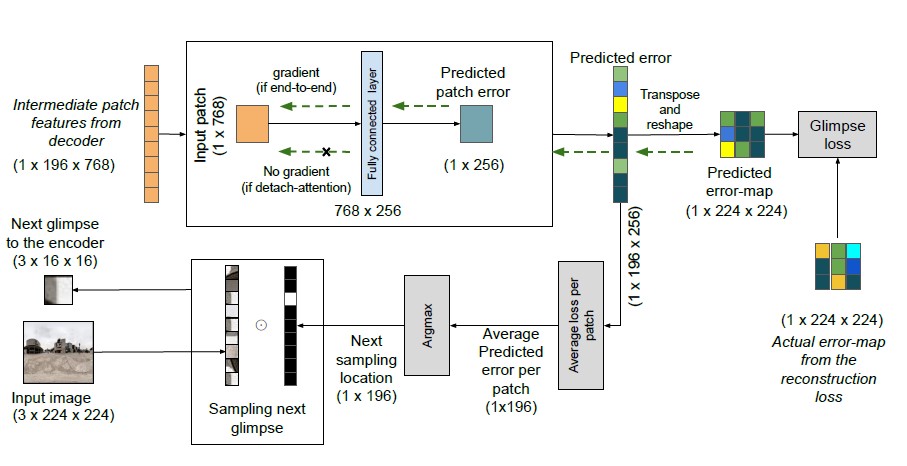 Intermediate patch
features from
decoder
(1 x 196 x 768)
Input patch
(1 x 768)
gradient
(if end-to-end)
No gradient
(if detach-attention)
Fully connected layer
768 x 256
Predicted
patch error
(1 x 256)
Predicted error
(1 x 196 x 256)
Transpose
and
reshape
Predicted
error-map
(1 x 224 x 224)
Glimpse
loss
(1 x 224 x 224)
Actual error-map
from the
reconstruction
loss
Average loss per
patch
Average
Predicted
error per
patch
(1x196)
Argmax
Next
sampling
location
(1 x 196)
Sampling next
glimpse
Next glimpse
to the encoder
(3 x 16 x 16)
Input image
(3 x 224 x 224)